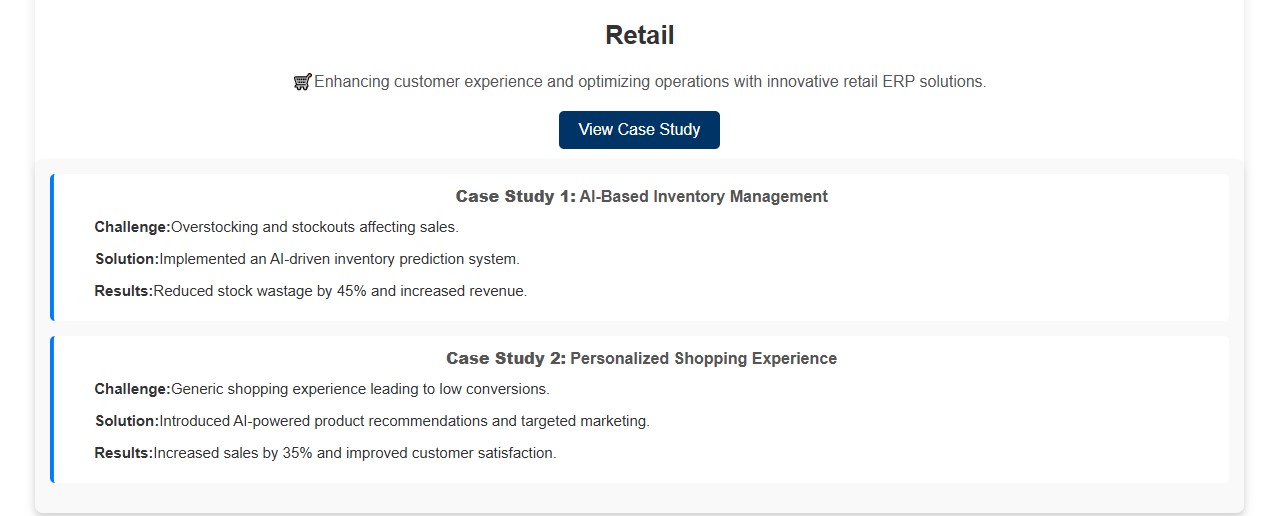 Retail
🛒Enhancing customer experience and optimizing operations with innovative retail ERP solutions.
View Case Study
Case Study 1: AI-Based Inventory Management
Challenge:Overstocking and stockouts affecting sales.
Solution:Implemented an AI-driven inventory prediction system.
Results:Reduced stock wastage by 45% and increased revenue.
Case Study 2: Personalized Shopping Experience
Challenge:Generic shopping experience leading to low conversions.
Solution:Introduced AI-powered product recommendations and targeted marketing.
Results:Increased sales by 35% and improved customer satisfaction.